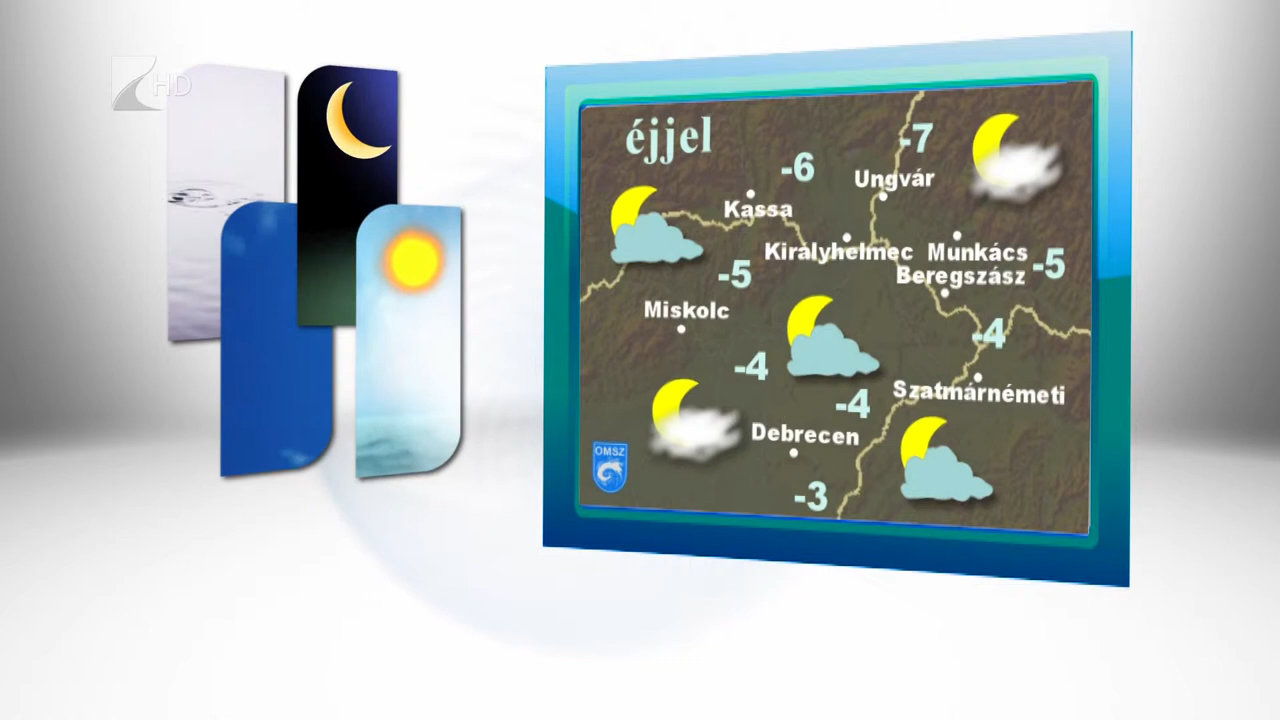 HD
éjjel
-7
-6
Ungvár
Kassa
Királyhelmec
Munkács
-5
Beregszász
-5
Miskolc
-4
-4
Szatmárnémeti
-4
Debrecen
OMSZ
-3